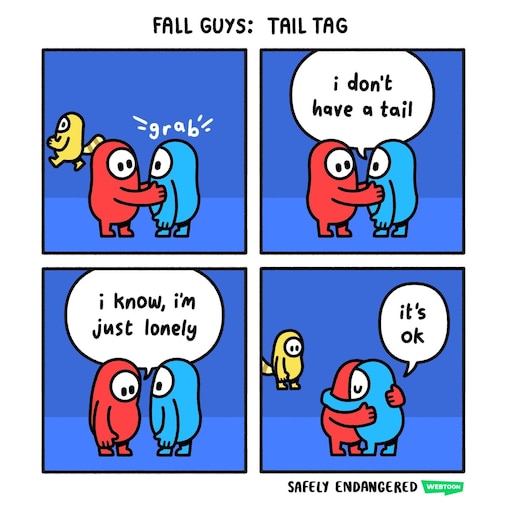 FALL GUYS: TAIL TAG
grab
i don't
have a tail
i know, i'm
just lonely
it's
ok
SAFELY ENDANGERED WEBTOON